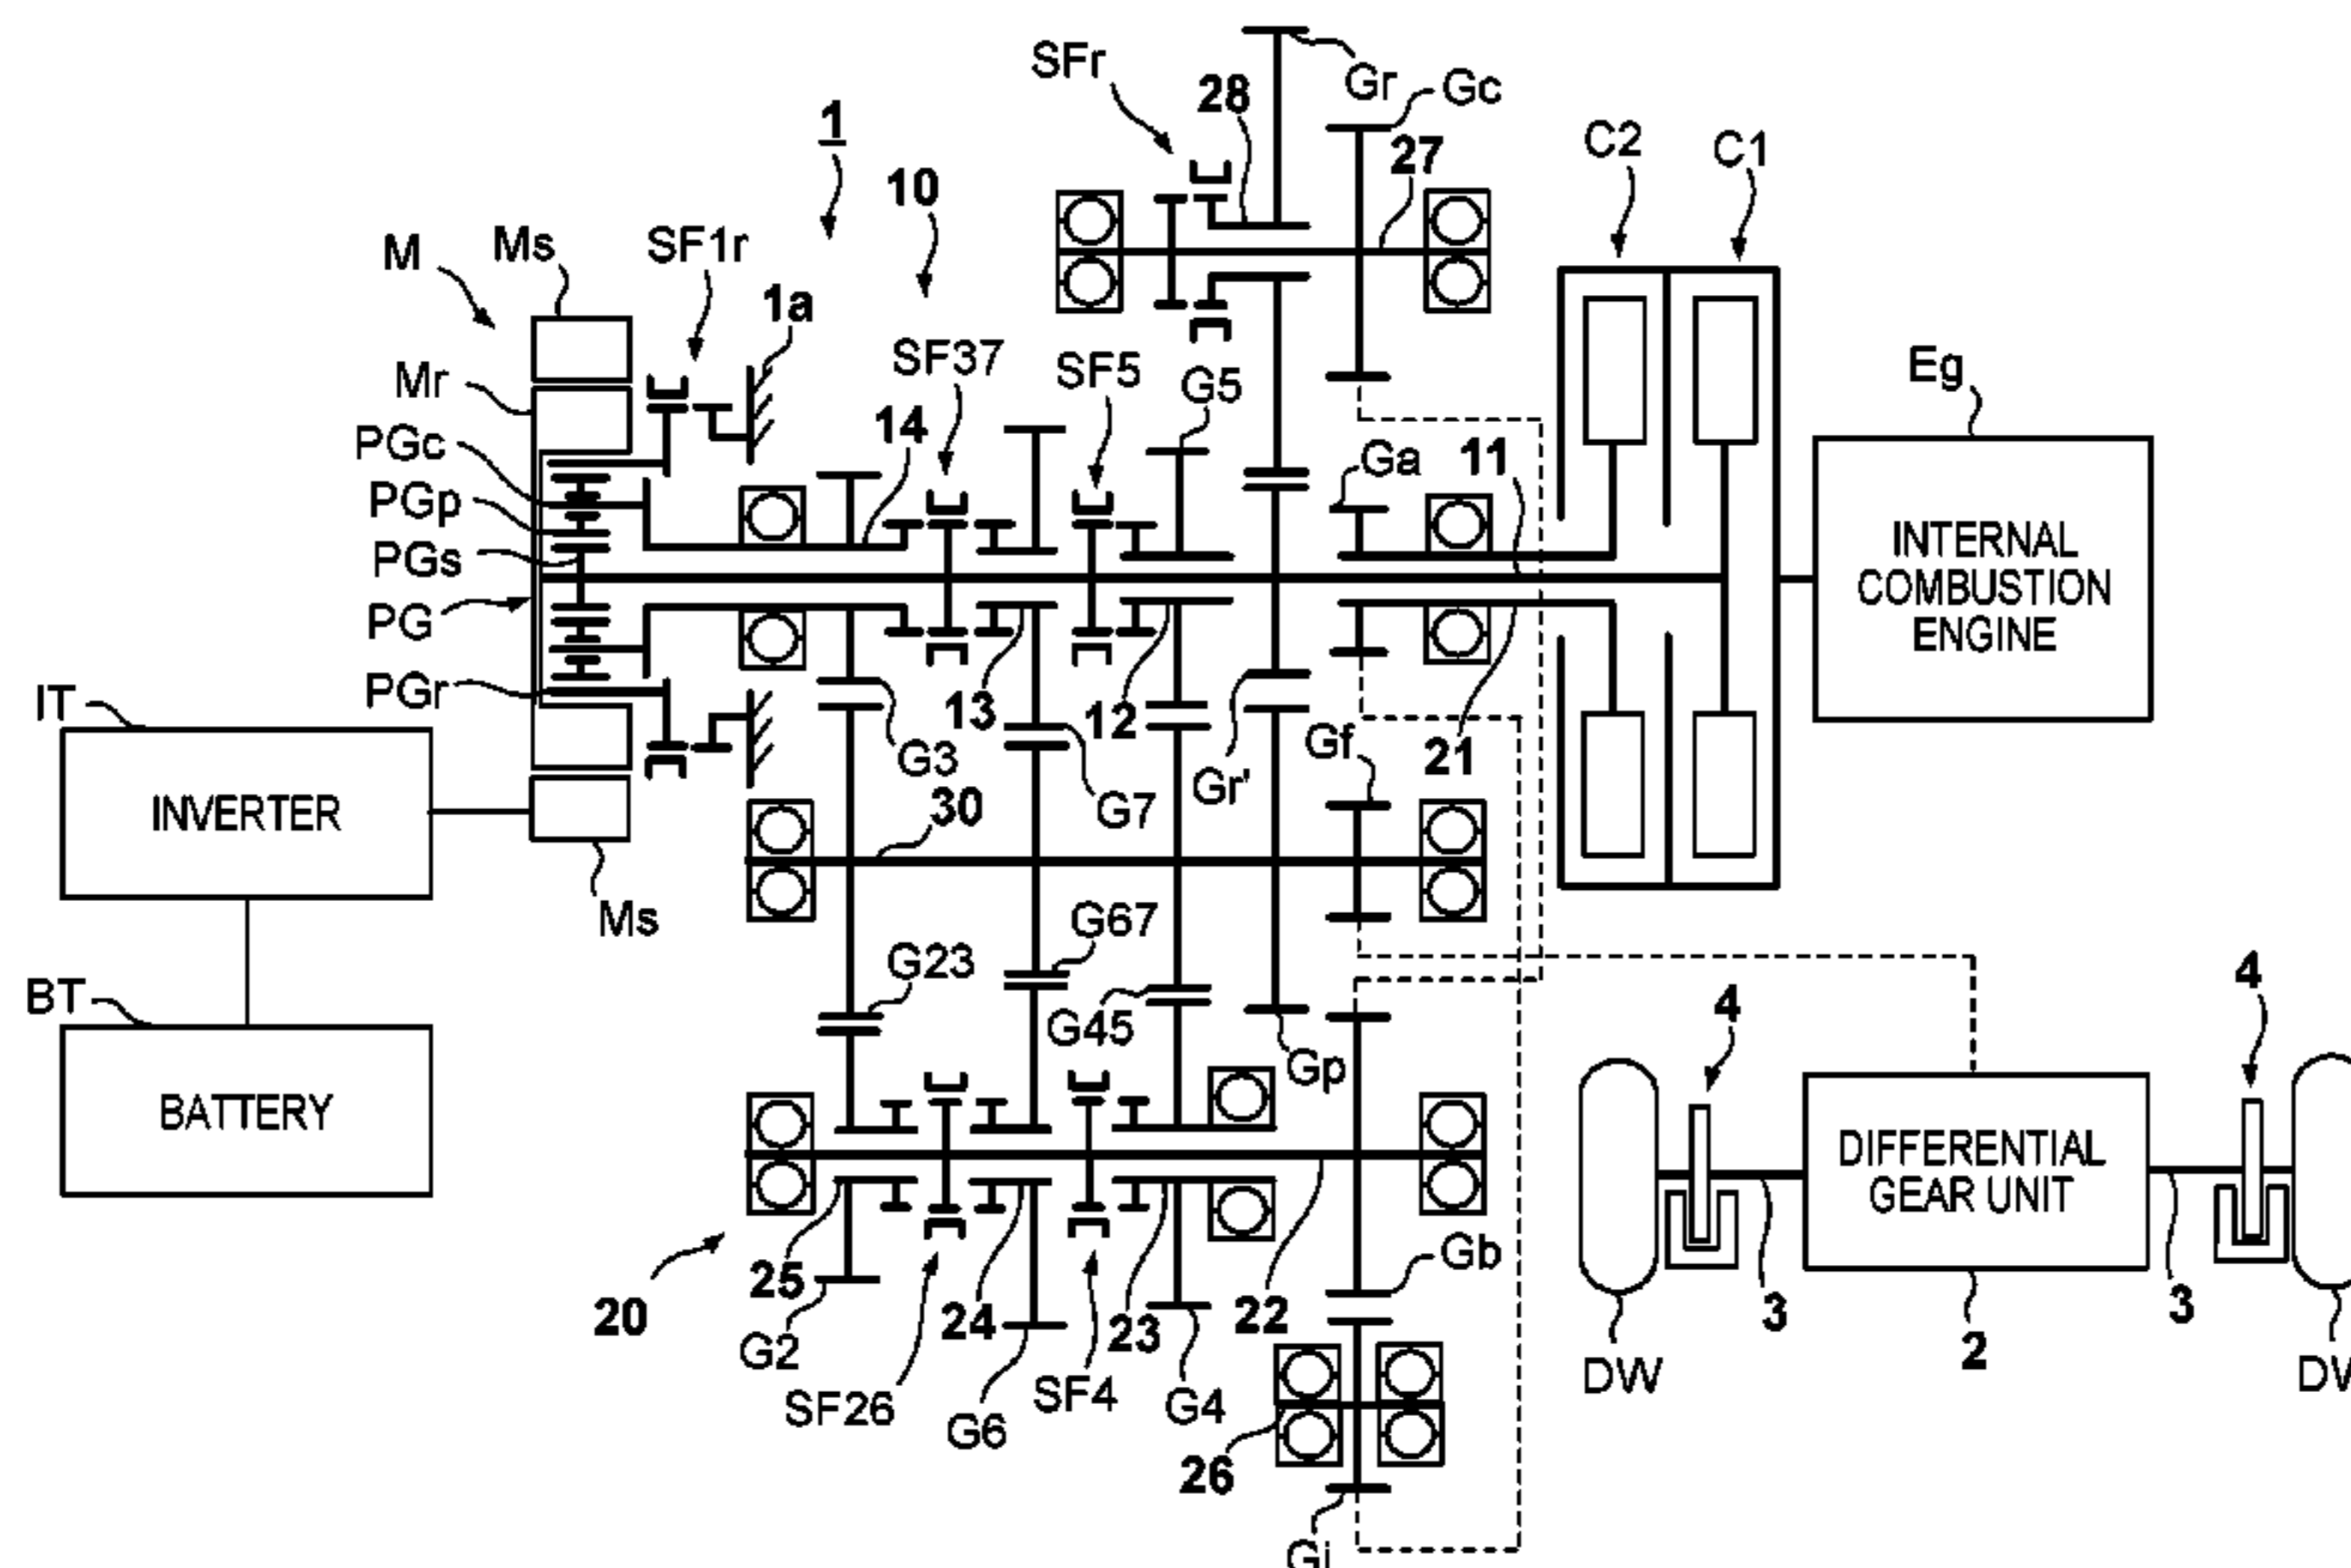 SFr
Gr
Gc
28
1
C2
C1
27
10
Ms
SF1r
M
1a
SF37
SF5
G5
Eg
Mr
14
PGc
Ga
11
PGp
PGs
INTERNAL
COMBUSTION
ENGINE
PG
PGr
IT
13
12
G3
Gf
21
Gr'
G7
INVERTER
30
Ms
G67
G23
BT
G45
4
4
Gp
BATTERY
DIFFERENTIAL
GEAR UNIT
Gb
25
20
24
23
22
3
3
G2
2
DW
SF26
SF4
G4
G6
26